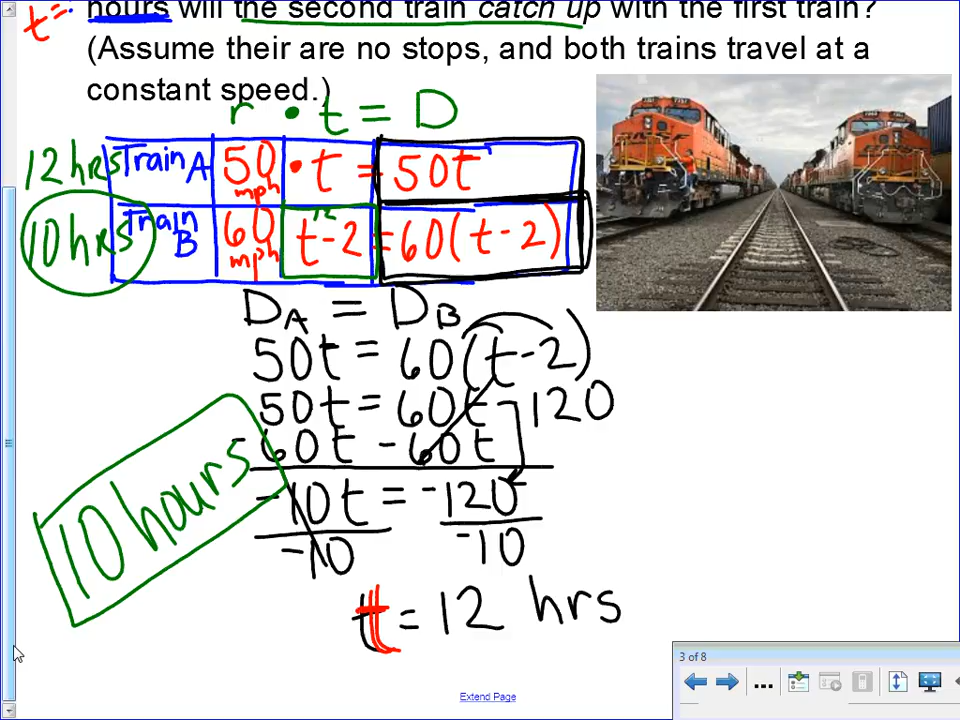 t=
hours will the second train catch up with the first train?
(Assume their are no stops, and both trains travel at a
constant speed.)
r • t = D
12 hrs Train A 50 mph • t = 50t
10 hrs Train B 60 mph t-2 = 60(t-2)
12
DA = DB
50t = 60(t-2)
50t = 60t - 120
-60t -60t
-10t = -120
-10 -10
t = 12 hrs
10 hours
3 of 8
...
Extend Page